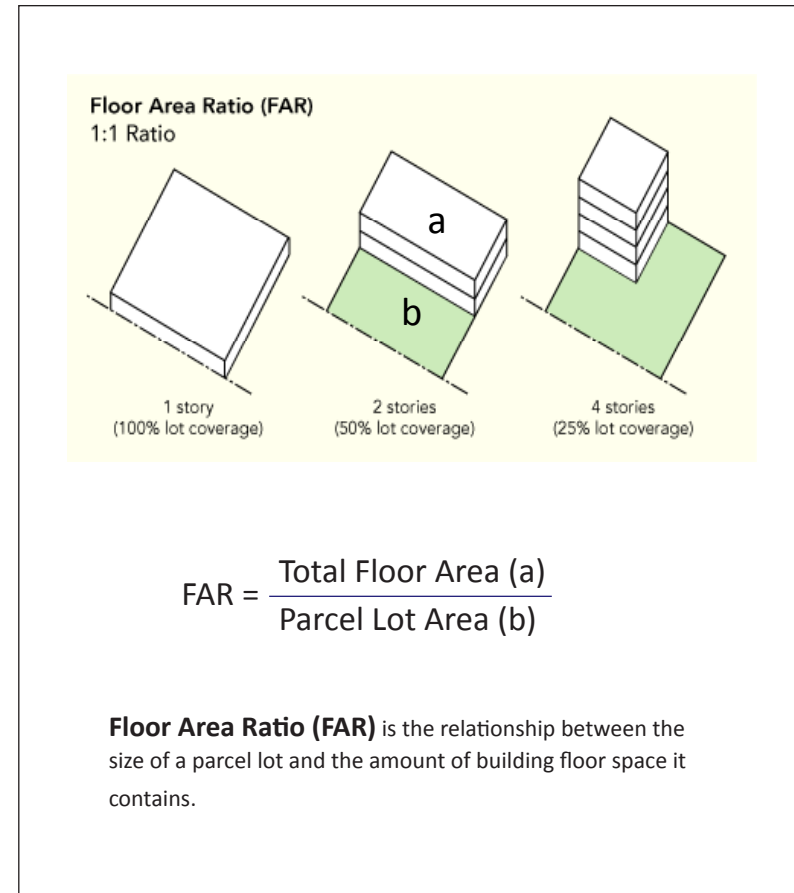 Floor Area Ratio (FAR)
1:1 Ratio
a
b
1 story
(100% lot coverage)
2 stories
(50% lot coverage)
4 stories
(25% lot coverage)
FAR = Total Floor Area (a)
Parcel Lot Area (b)
Floor Area Ratio (FAR) is the relationship between the
size of a parcel lot and the amount of building floor space it
contains.